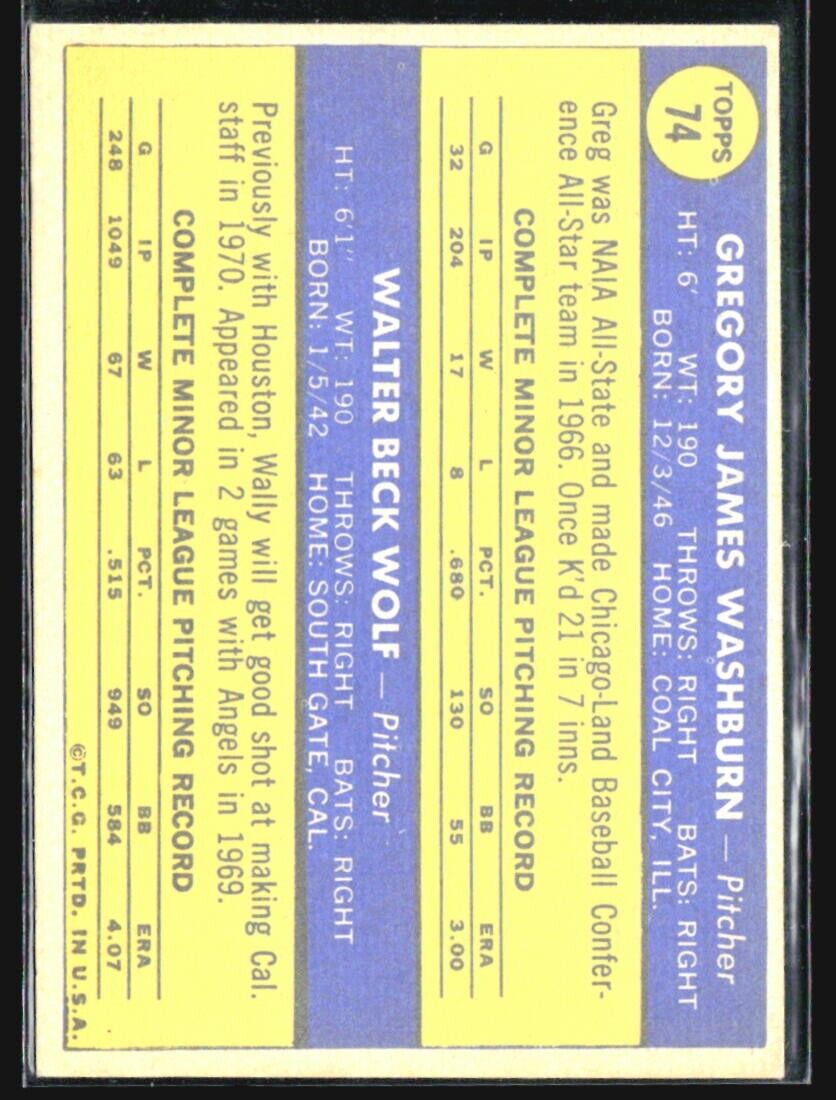 TOPPS
74
GREGORY JAMES WASHBURN — Pitcher
HT: 6' WT: 190 THROWS: RIGHT BATS: RIGHT
BORN: 12/3/46 HOME: COAL CITY, ILL.
Greg was NAIA All-State and made Chicago-Land Baseball Confer-
ence All-Star team in 1966. Once K'd 21 in 7 inns.
COMPLETE MINOR LEAGUE PITCHING RECORD
G IP W L PCT. SO BB ERA
32 204 17 8 .680 130 55 3.00
WALTER BECK WOLF — Pitcher
HT: 6'1" WT: 190 THROWS: RIGHT BATS: RIGHT
BORN: 1/5/42 HOME: SOUTH GATE, CAL.
Previously with Houston, Wally will get good shot at making Cal.
staff in 1970. Appeared in 2 games with Angels in 1969.
COMPLETE MINOR LEAGUE PITCHING RECORD
G IP W L PCT. SO BB ERA
248 1049 67 63 .515 949 584 4.07
©T.C.G. PRTD. IN U.S.A.